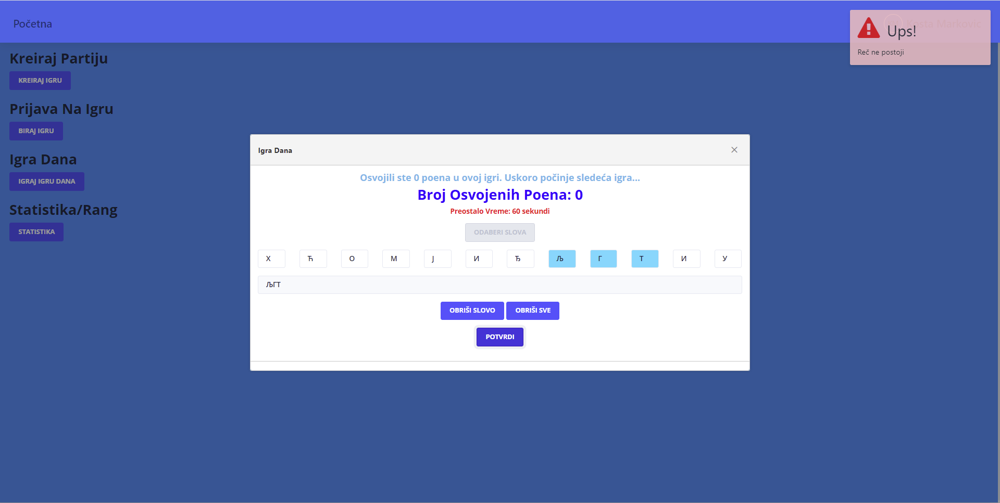 Početna
Kosta Markovic
Ups!
Reč ne postoji
Kreiraj Partiju
KREIRAJ IGRU
Prijava Na Igru
BIRAJ IGRU
Igra Dana
IGRAJ IGRU DANA
Statistika/Rang
STATISTIKA
Igra Dana
Osvojili ste 0 poena u ovoj igri. Uskoro počinje sledeća igra...
Broj Osvojenih Poena: 0
Preostalo Vreme: 60 sekundi
ODABERI SLOVA
Х Ћ О М Ј И Ђ Љ Г Т И У
ЉГТ
OBRIŠI SLOVO OBRIŠI SVE
POTVRDI